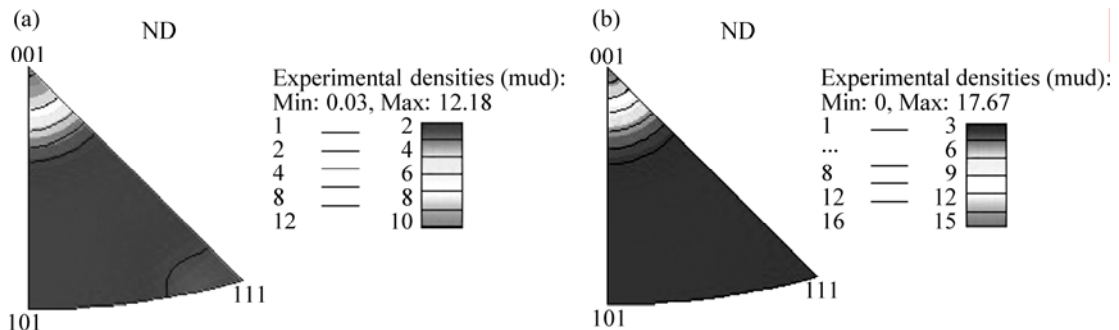 (a)
ND
001
Experimental densities (mud):
Min: 0.03, Max: 12.18
1 2
2 4
4 6
8 8
12 10
111
101
(b)
ND
001
Experimental densities (mud):
Min: 0, Max: 17.67
1 3
... 6
8 9
12 12
16 15
111
101